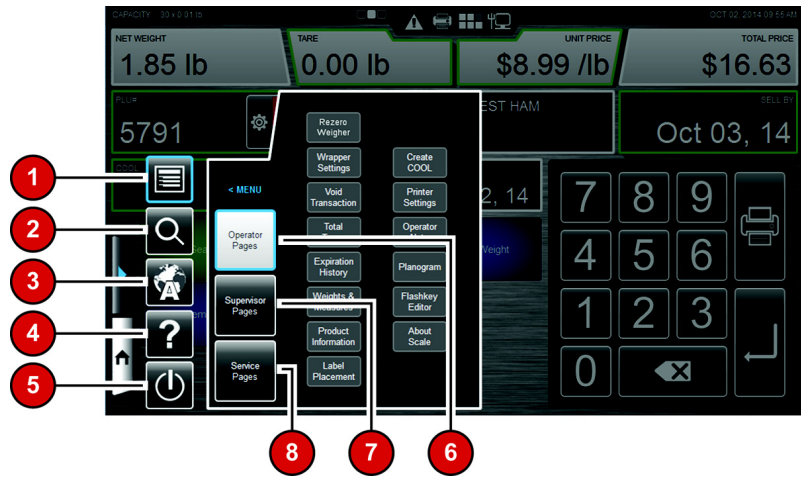 CAPACITY 30 x 0.01 lb
OCT 02, 2014 09:55 AM
NET WEIGHT
1.85 lb
TARE
0.00 lb
UNIT PRICE
$8.99 /lb
TOTAL PRICE
$16.63
PLU#
5791
EST HAM
SELL BY
Oct 03, 14
COOL
2, 14
Weight
< MENU
Operator
Pages
Supervisor
Pages
Service
Pages
Rezero
Weigher
Wrapper
Settings
Void
Transaction
Total
Expiration
History
Weights &
Measures
Product
Information
Label
Placement
Create
COOL
Printer
Settings
Operator
Planogram
Flashkey
Editor
About
Scale
7 8 9
4 5 6
1 2 3
0
A
?
1
2
3
4
5
6
7
8